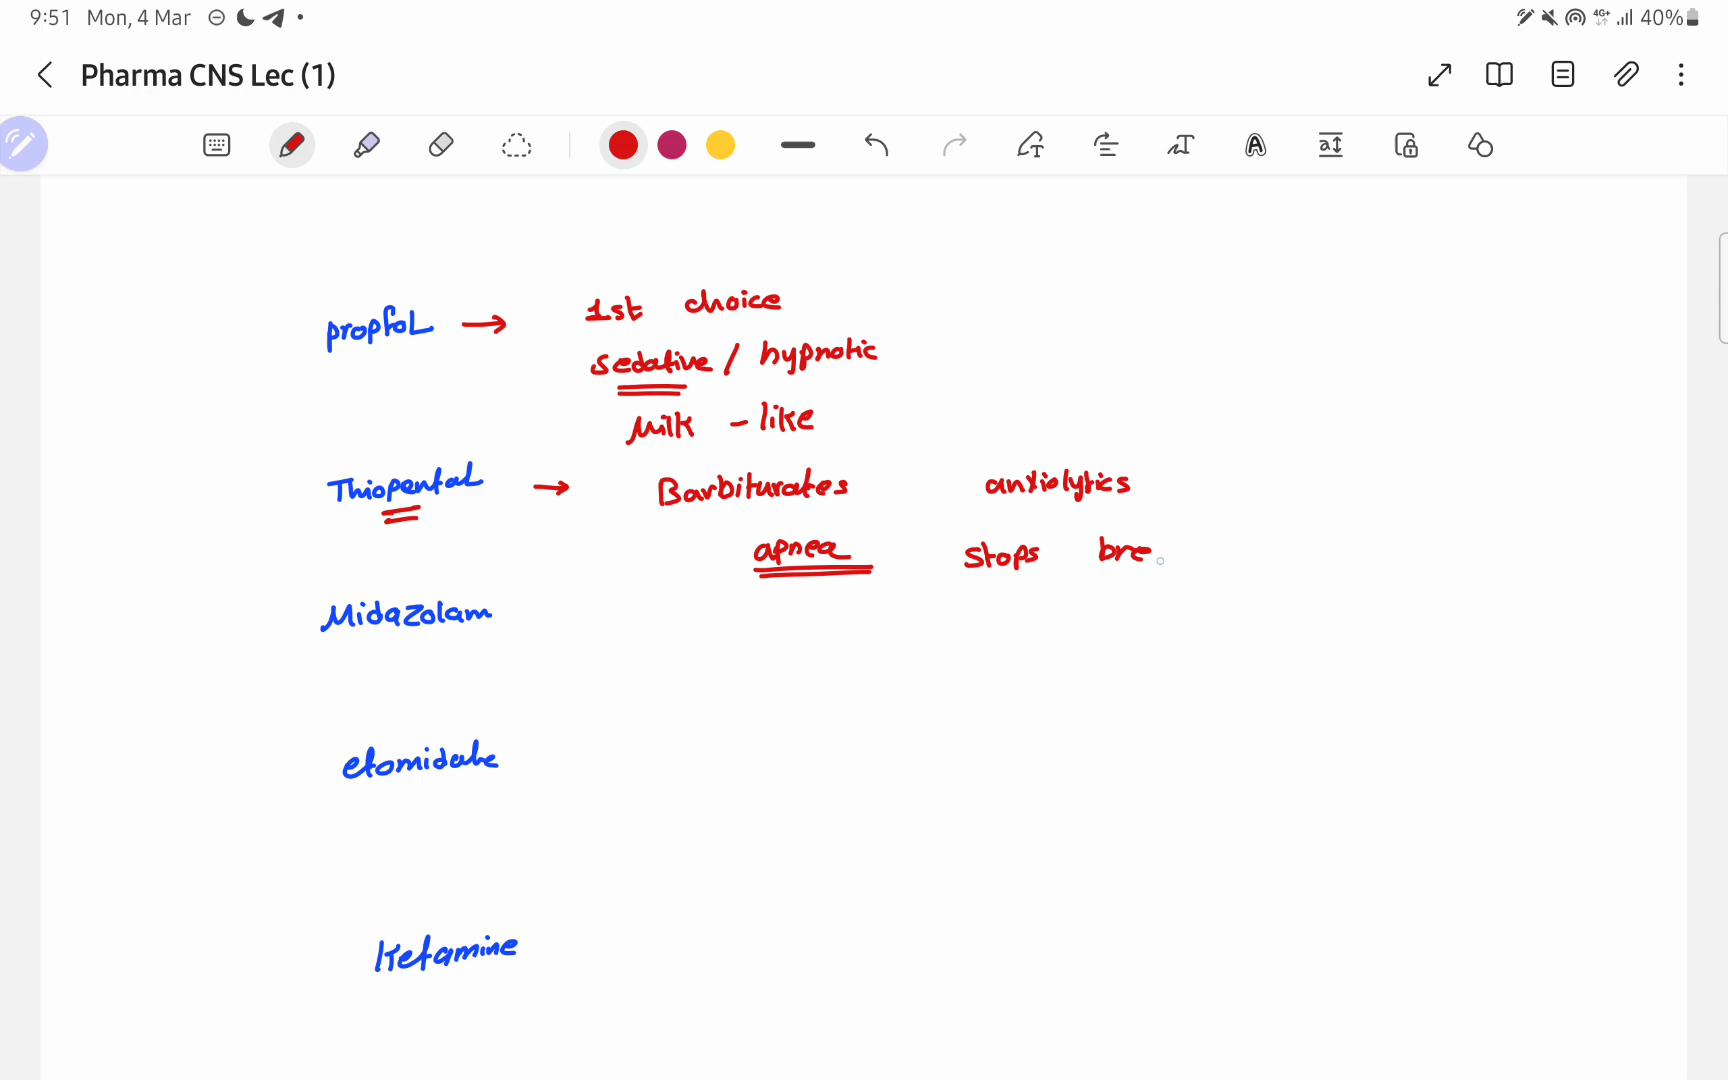 9:51 Mon, 4 Mar 4G+ 40%
Pharma CNS Lec (1)
propfol → 1st choice
sedative / hypnotic
Milk - like
Thiopental → Barbiturates anxiolytics
apnea stops bre
Midazolam
etomidate
Ketamine